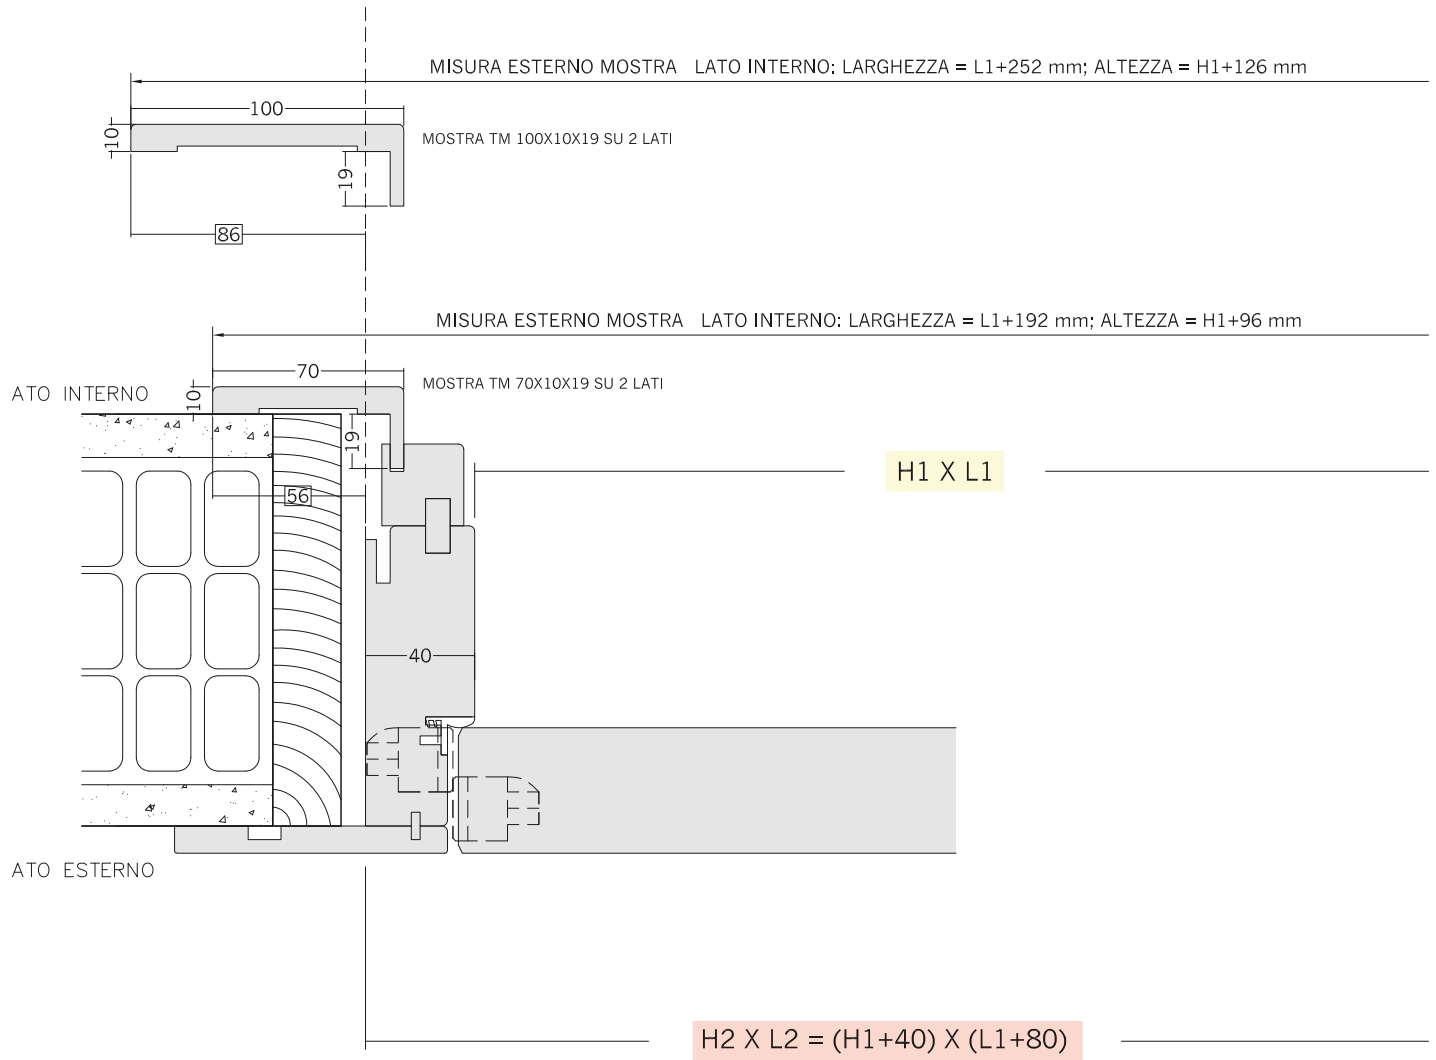 MISURA ESTERNO MOSTRA LATO INTERNO: LARGHEZZA = L1+252 mm; ALTEZZA = H1+126 mm
100
10
MOSTRA TM 100X10X19 SU 2 LATI
19
86
MISURA ESTERNO MOSTRA LATO INTERNO: LARGHEZZA = L1+192 mm; ALTEZZA = H1+96 mm
70
MOSTRA TM 70X10X19 SU 2 LATI
ATO INTERNO
10
19
H1 X L1
56
40
ATO ESTERNO
H2 X L2 = (H1+40) X (L1+80)